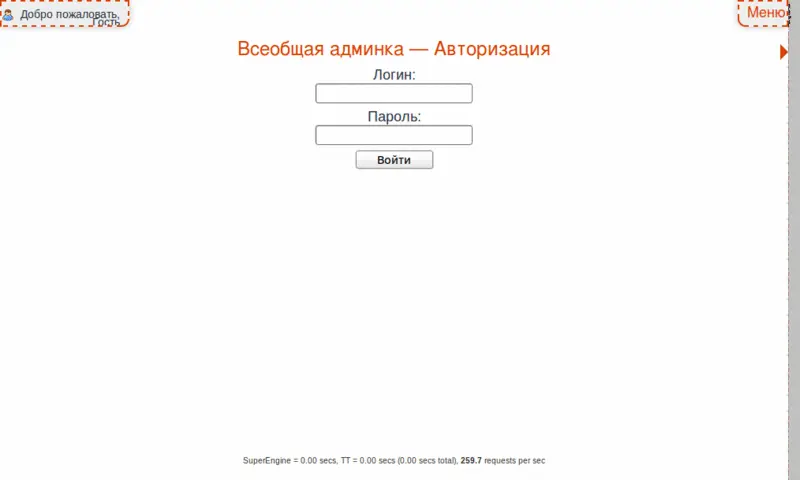 Добро пожаловать,
Гость
Меню
Всеобщая админка — Авторизация
Логин:
Пароль:
Войти
SuperEngine = 0.00 secs, TT = 0.00 secs (0.00 secs total), 259.7 requests per sec